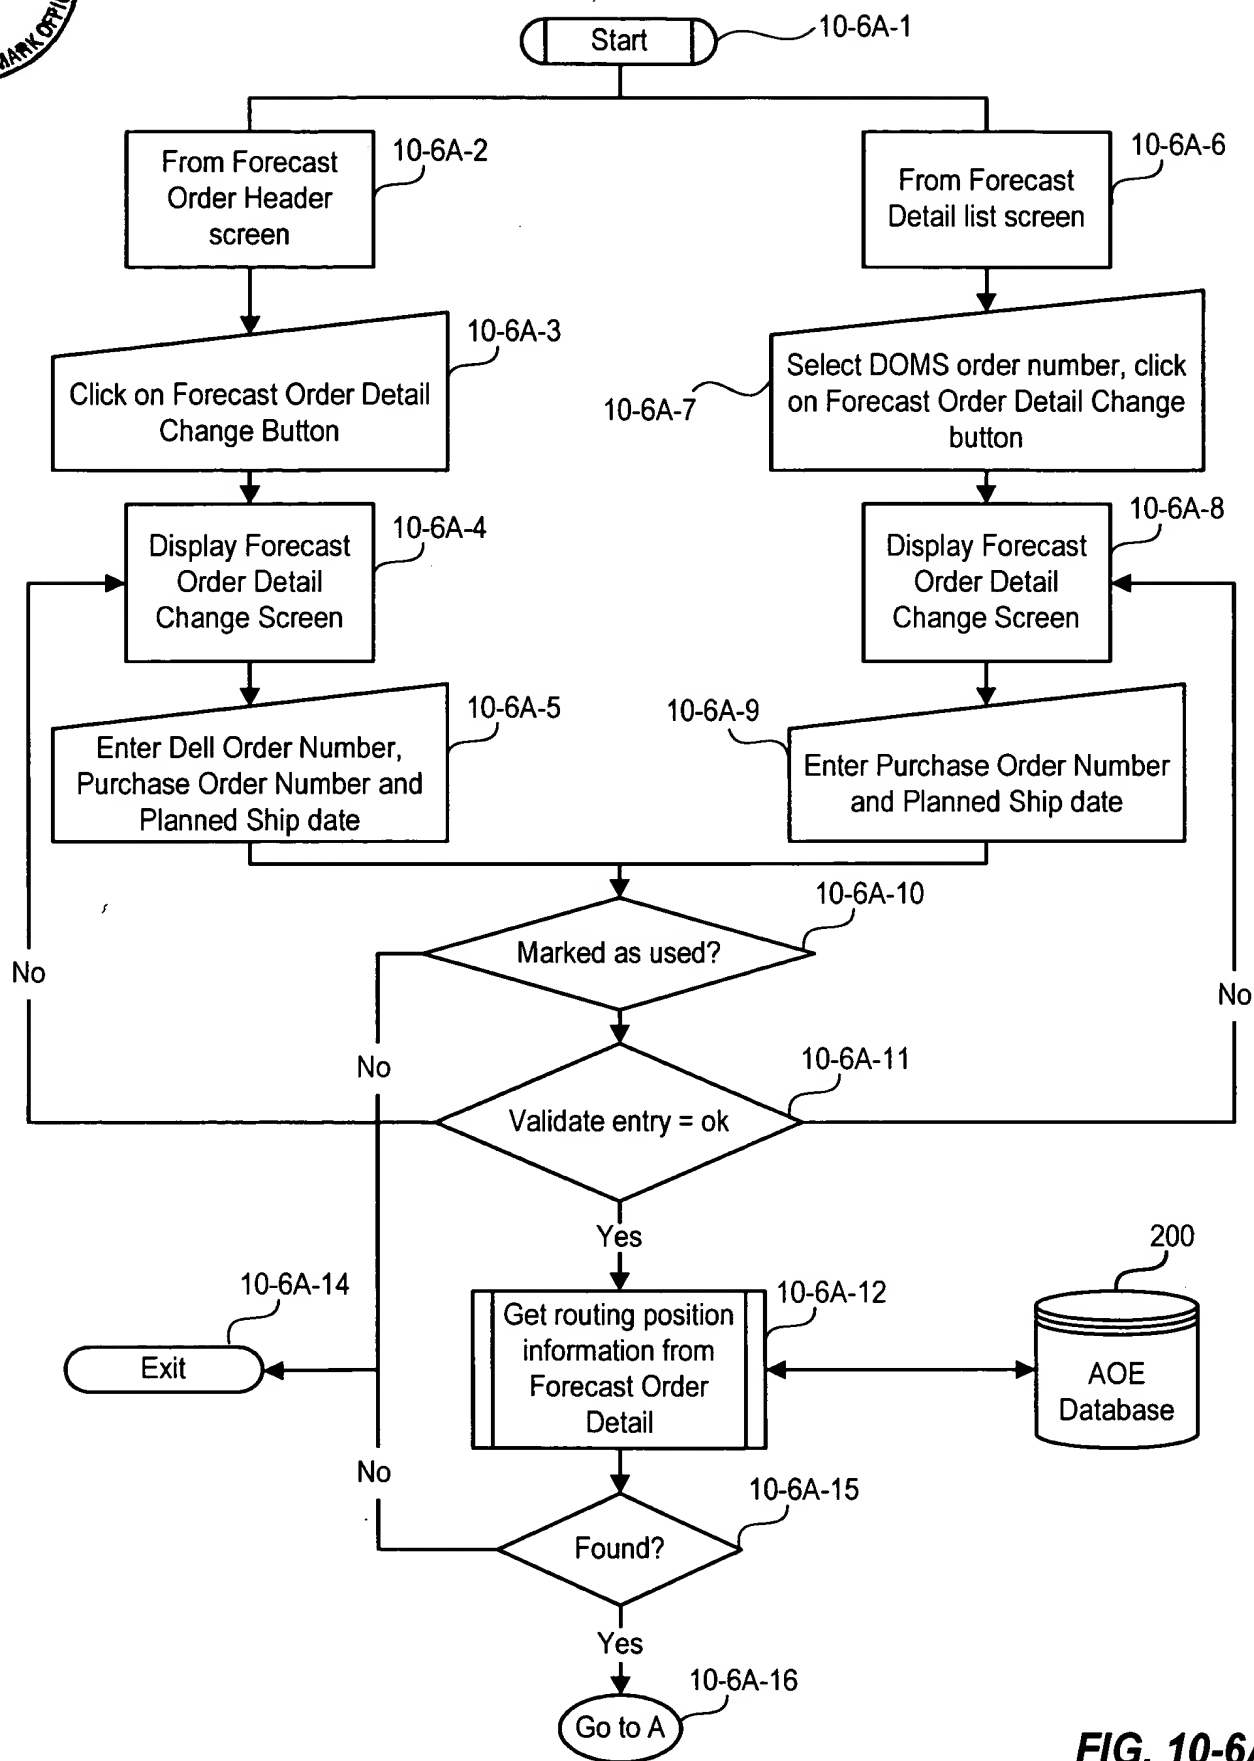 MARK OFFIC
Start
10-6A-1
From Forecast
Order Header
screen
10-6A-2
From Forecast
Detail list screen
10-6A-6
Click on Forecast Order Detail
Change Button
10-6A-3
Select DOMS order number, click
on Forecast Order Detail Change
button
10-6A-7
Display Forecast
Order Detail
Change Screen
10-6A-4
Display Forecast
Order Detail
Change Screen
10-6A-8
Enter Dell Order Number,
Purchase Order Number and
Planned Ship date
10-6A-5
10-6A-9
Enter Purchase Order Number
and Planned Ship date
Marked as used?
10-6A-10
No
No
No
Validate entry = ok
10-6A-11
Yes
Get routing position
information from
Forecast Order
Detail
10-6A-12
200
AOE
Database
10-6A-14
Exit
No
Found?
10-6A-15
Yes
Go to A
10-6A-16
FIG. 10-6A